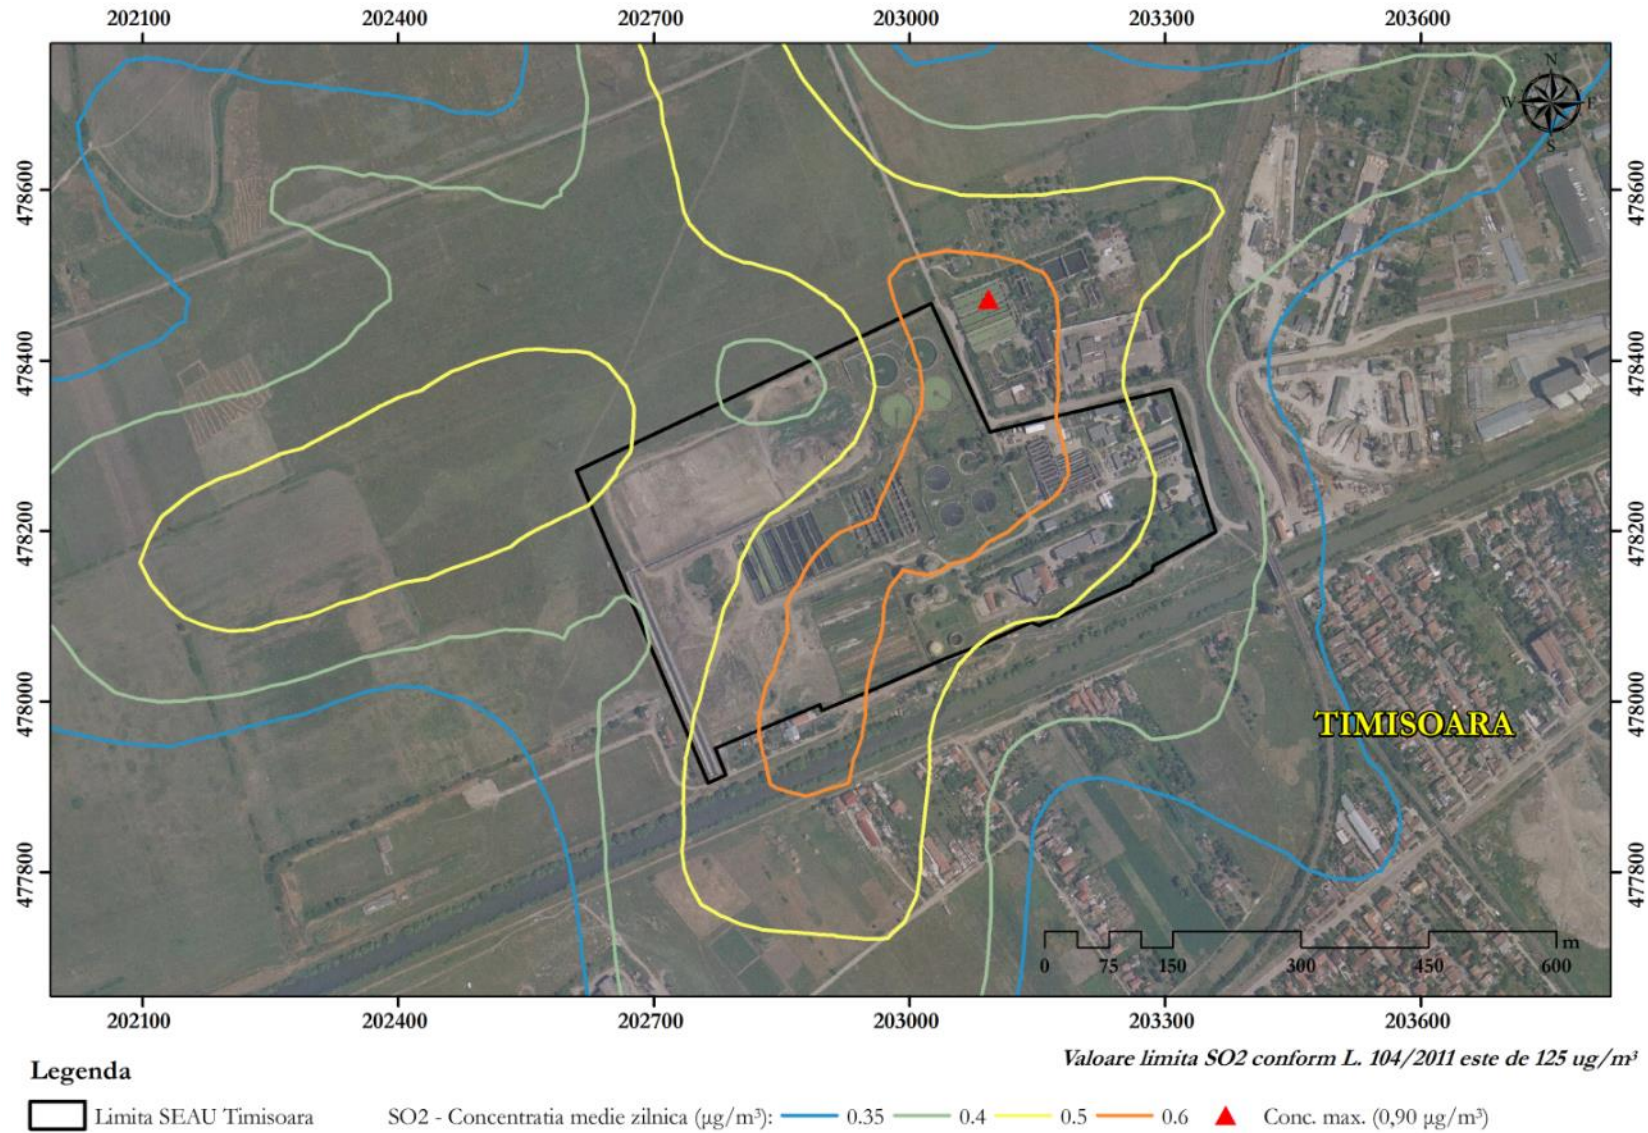 202100 202400 202700 203000 203300 203600
N
W E
S
478600 478600
478400 478400
478200 478200
478000 478000
TIMISOARA
477800 477800
m
0 75 150 300 450 600
202100 202400 202700 203000 203300 203600
Valoare limita SO2 conform L. 104/2011 este de 125 ug/m³
Legenda
Limita SEAU Timisoara SO2 - Concentratia medie zilnica (µg/m³): 0.35 0.4 0.5 0.6 Conc. max. (0,90 µg/m³)